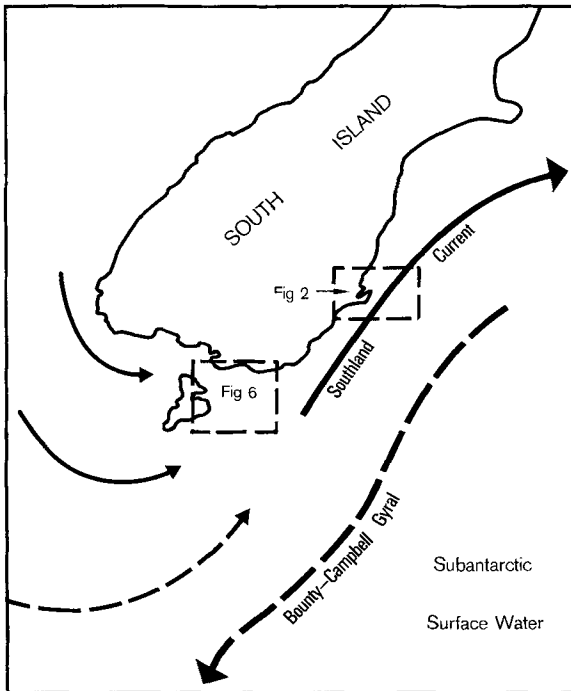 SOUTH
ISLAND
Fig 2
Fig 6
Southland
Current
Bounty–Campbell Gyral
Subantarctic
Surface Water